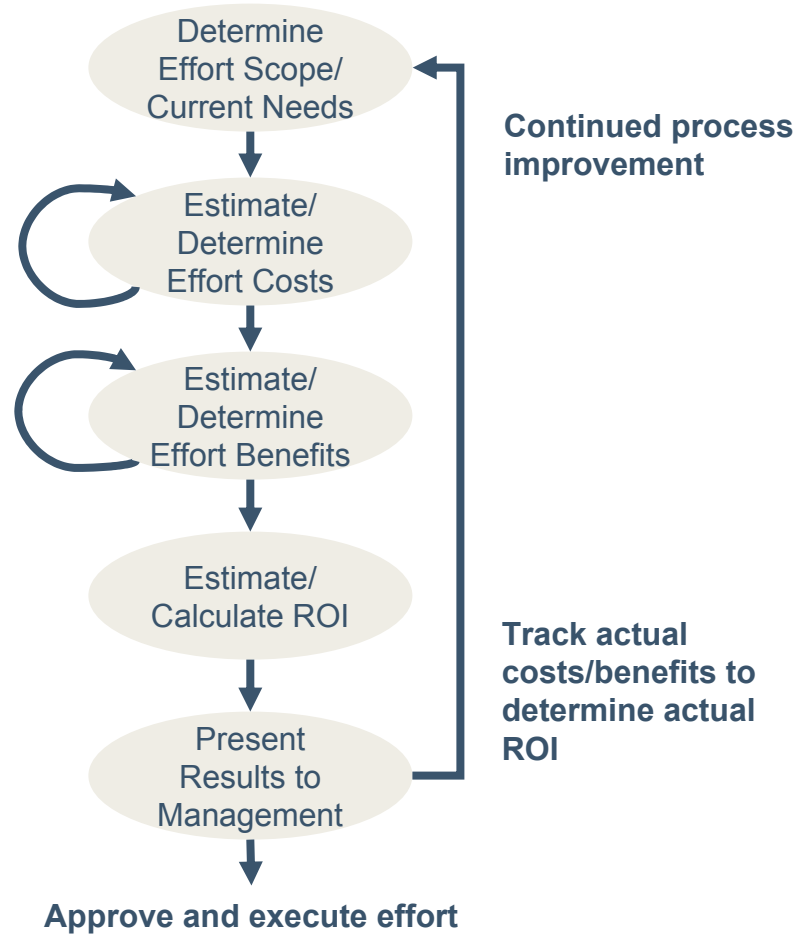 Determine
Effort Scope/
Current Needs
Continued process
improvement
Estimate/
Determine
Effort Costs
Estimate/
Determine
Effort Benefits
Estimate/
Calculate ROI
Track actual
costs/benefits to
determine actual
ROI
Present
Results to
Management
Approve and execute effort